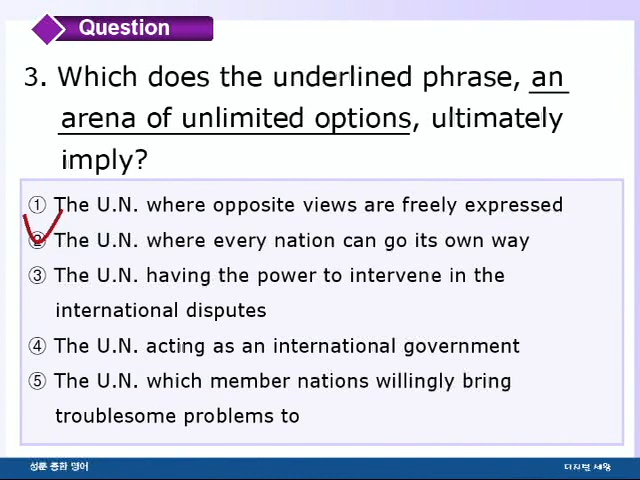 Question
3. Which does the underlined phrase, an
arena of unlimited options, ultimately
imply?
① The U.N. where opposite views are freely expressed
② The U.N. where every nation can go its own way
③ The U.N. having the power to intervene in the
international disputes
④ The U.N. acting as an international government
⑤ The U.N. which member nations willingly bring
troublesome problems to
성문 종합 영어
디지털 세왕